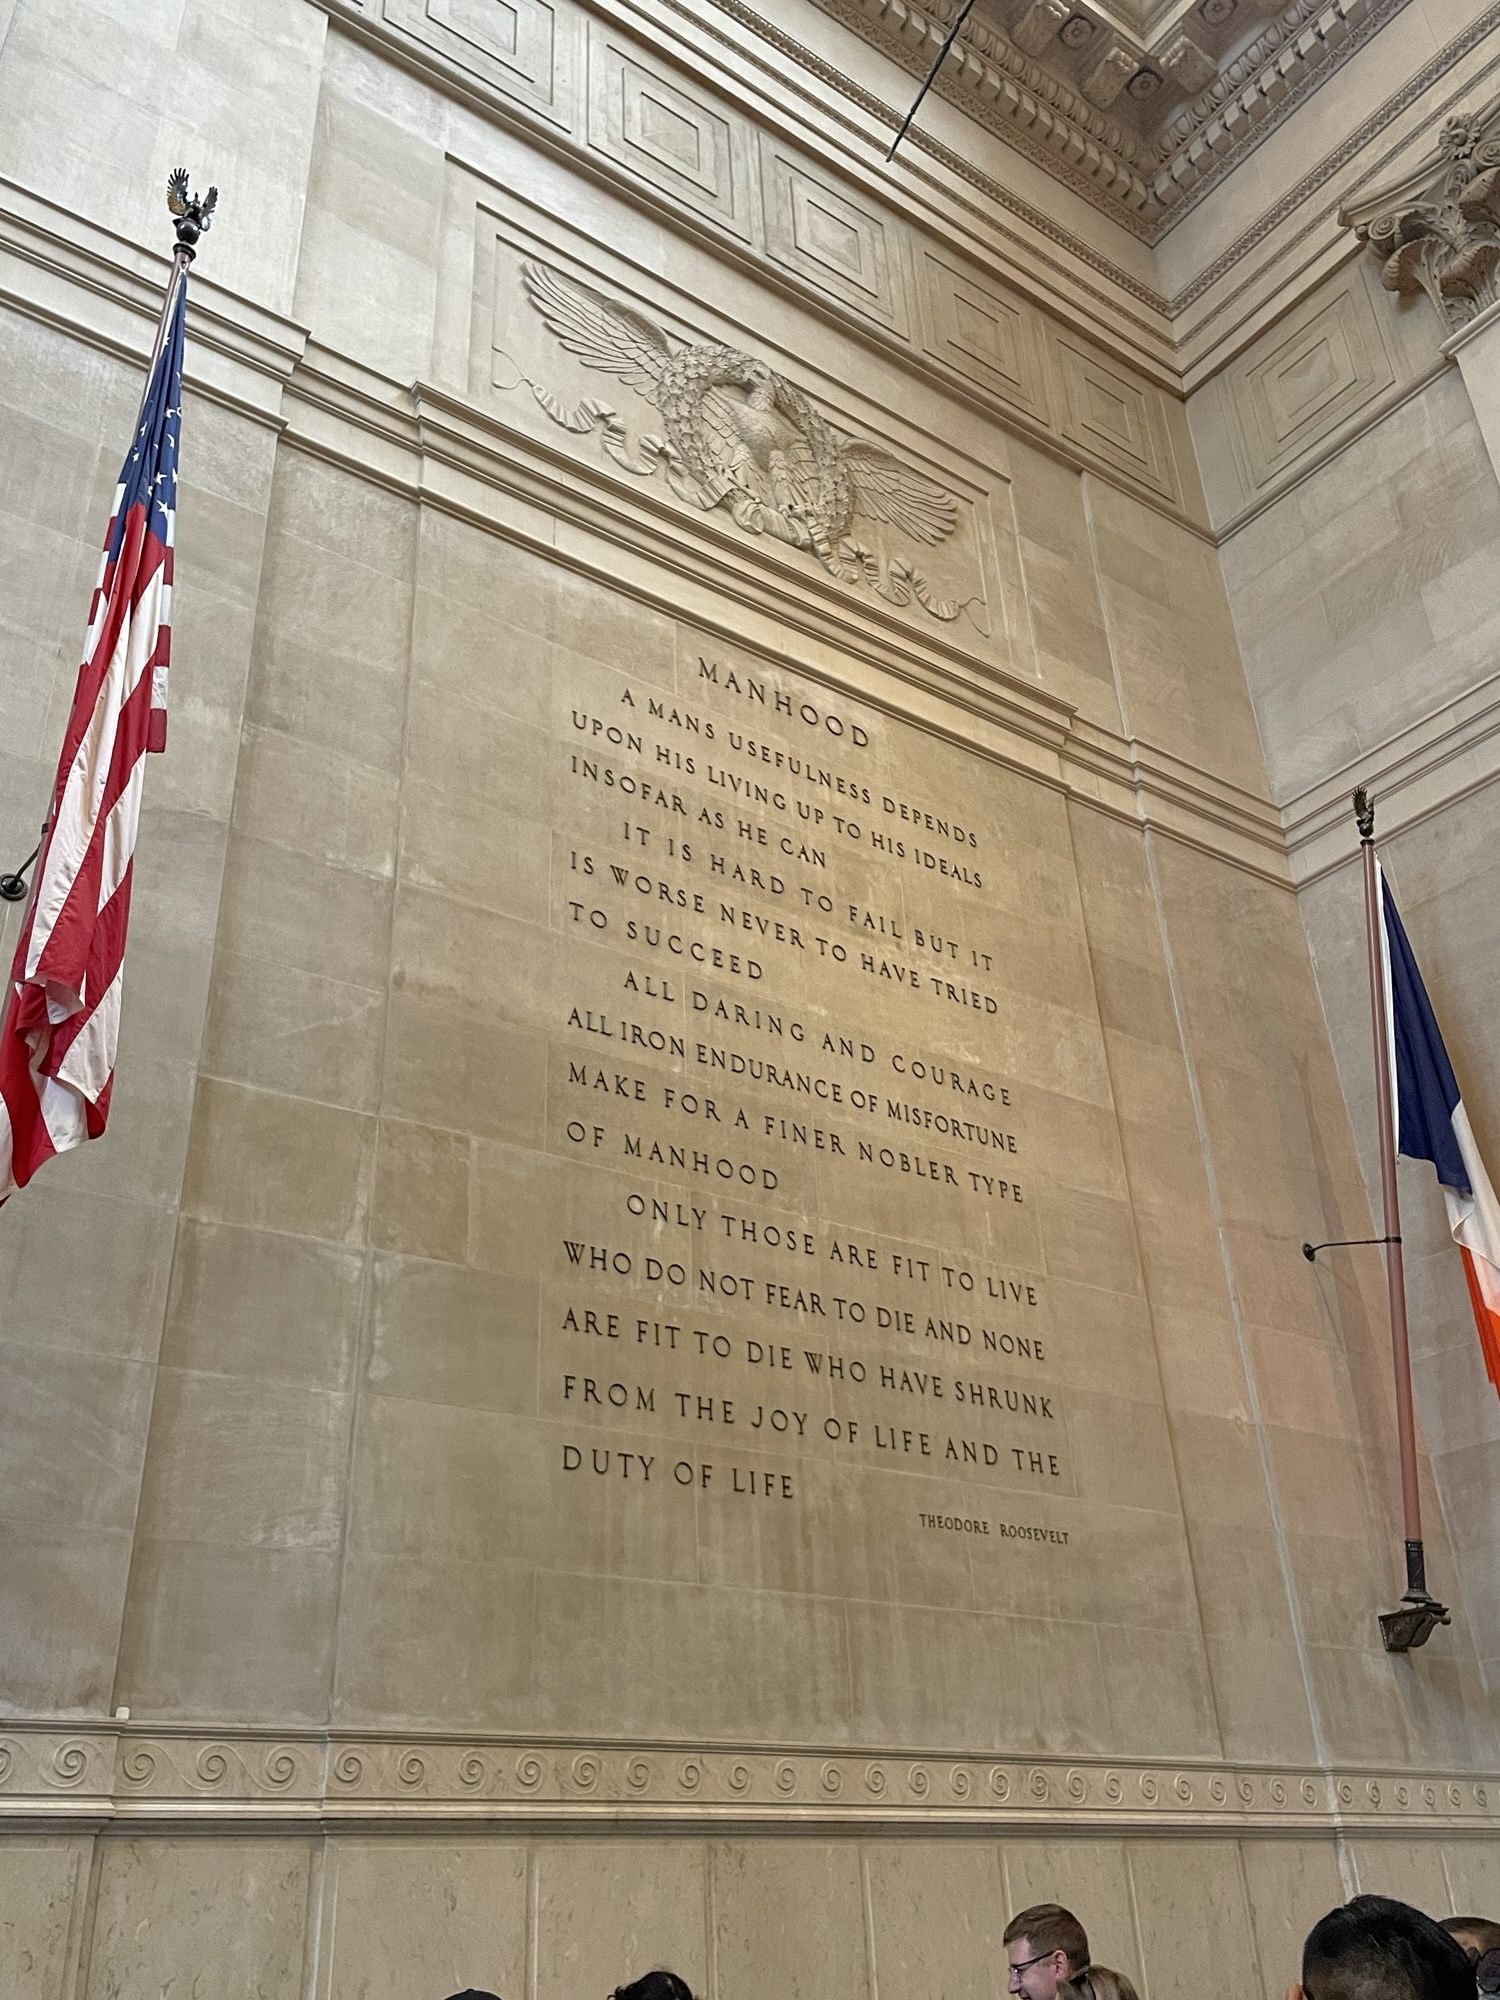 MANHOOD
A MANS USEFULNESS DEPENDS
UPON HIS LIVING UP TO HIS IDEALS
INSOFAR AS HE CAN
IT IS HARD TO FAIL BUT IT
IS WORSE NEVER TO HAVE TRIED
TO SUCCEED
ALL DARING AND COURAGE
ALL IRON ENDURANCE OF MISFORTUNE
MAKE FOR A FINER NOBLER TYPE
OF MANHOOD
ONLY THOSE ARE FIT TO LIVE
WHO DO NOT FEAR TO DIE AND NONE
ARE FIT TO DIE WHO HAVE SHRUNK
FROM THE JOY OF LIFE AND THE
DUTY OF LIFE
THEODORE ROOSEVELT